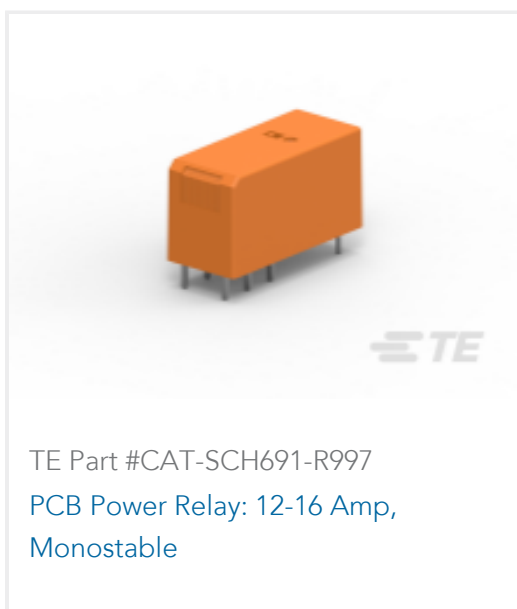 TE
TE Part #CAT-SCH691-R997
PCB Power Relay: 12-16 Amp,
Monostable